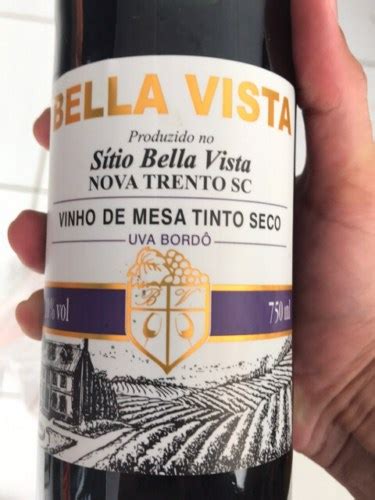 BELLA VISTA
Produzido no
Sítio Bella Vista
NOVA TRENTO SC
VINHO DE MESA TINTO SECO
UVA BORDÔ
B V
% vol 750 ml